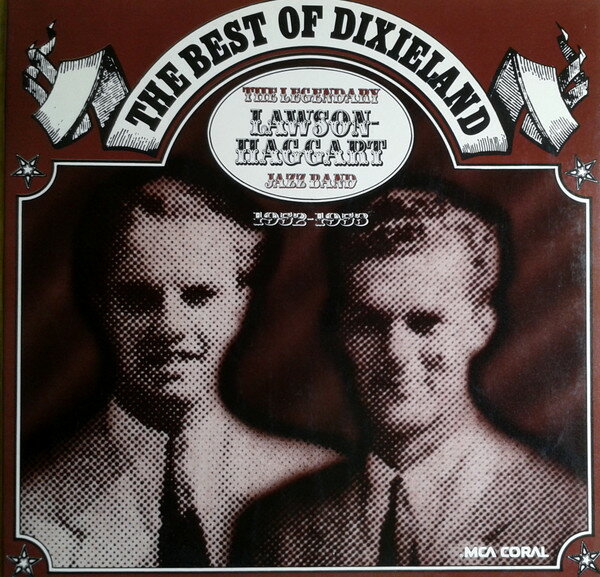 THE BEST OF DIXIELAND
THE LEGENDARY
LAWSON-
HAGGART
JAZZ BAND
1952-1953
MCA CORAL